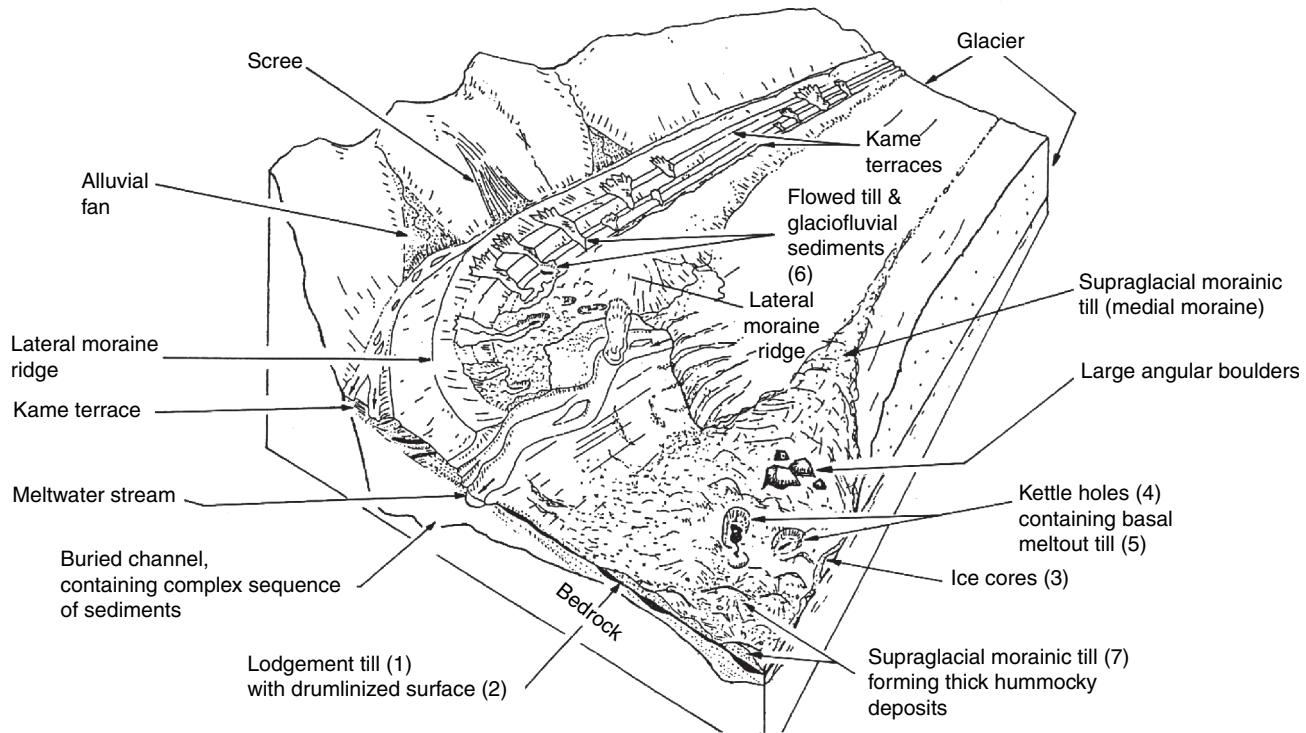 Glacier
Scree
Kame
terraces
Alluvial
fan
Flowed till &
glaciofluvial
sediments
(6)
Supraglacial morainic
till (medial moraine)
Lateral
moraine
ridge
Lateral moraine
ridge
Large angular boulders
Kame terrace
Meltwater stream
Kettle holes (4)
containing basal
meltout till (5)
Buried channel,
containing complex sequence
of sediments
Ice cores (3)
Bedrock
Lodgement till (1)
with drumlinized surface (2)
Supraglacial morainic till (7)
forming thick hummocky
deposits